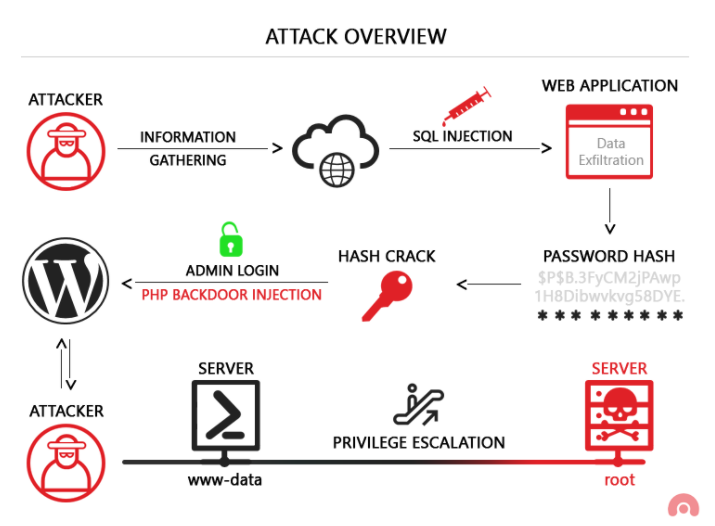 ATTACK OVERVIEW
ATTACKER
INFORMATION
GATHERING
SQL INJECTION
WEB APPLICATION
Data
Exfiltration
PASSWORD HASH
$P$B.3FyCM2jPAwp
1H8Dibwvkvg58DYE.
* * * * * * * * *
HASH CRACK
ADMIN LOGIN
PHP BACKDOOR INJECTION
W
ATTACKER
SERVER
www-data
PRIVILEGE ESCALATION
SERVER
root